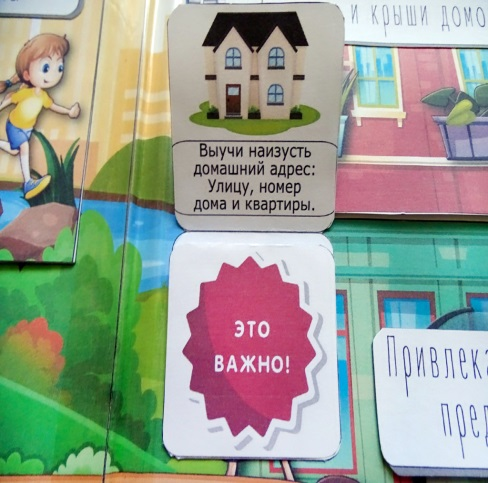 и крыши домо
Выучи наизусть
домашний адрес:
Улицу, номер
дома и квартиры.
ЭТО
ВАЖНО!
Привлека
пред